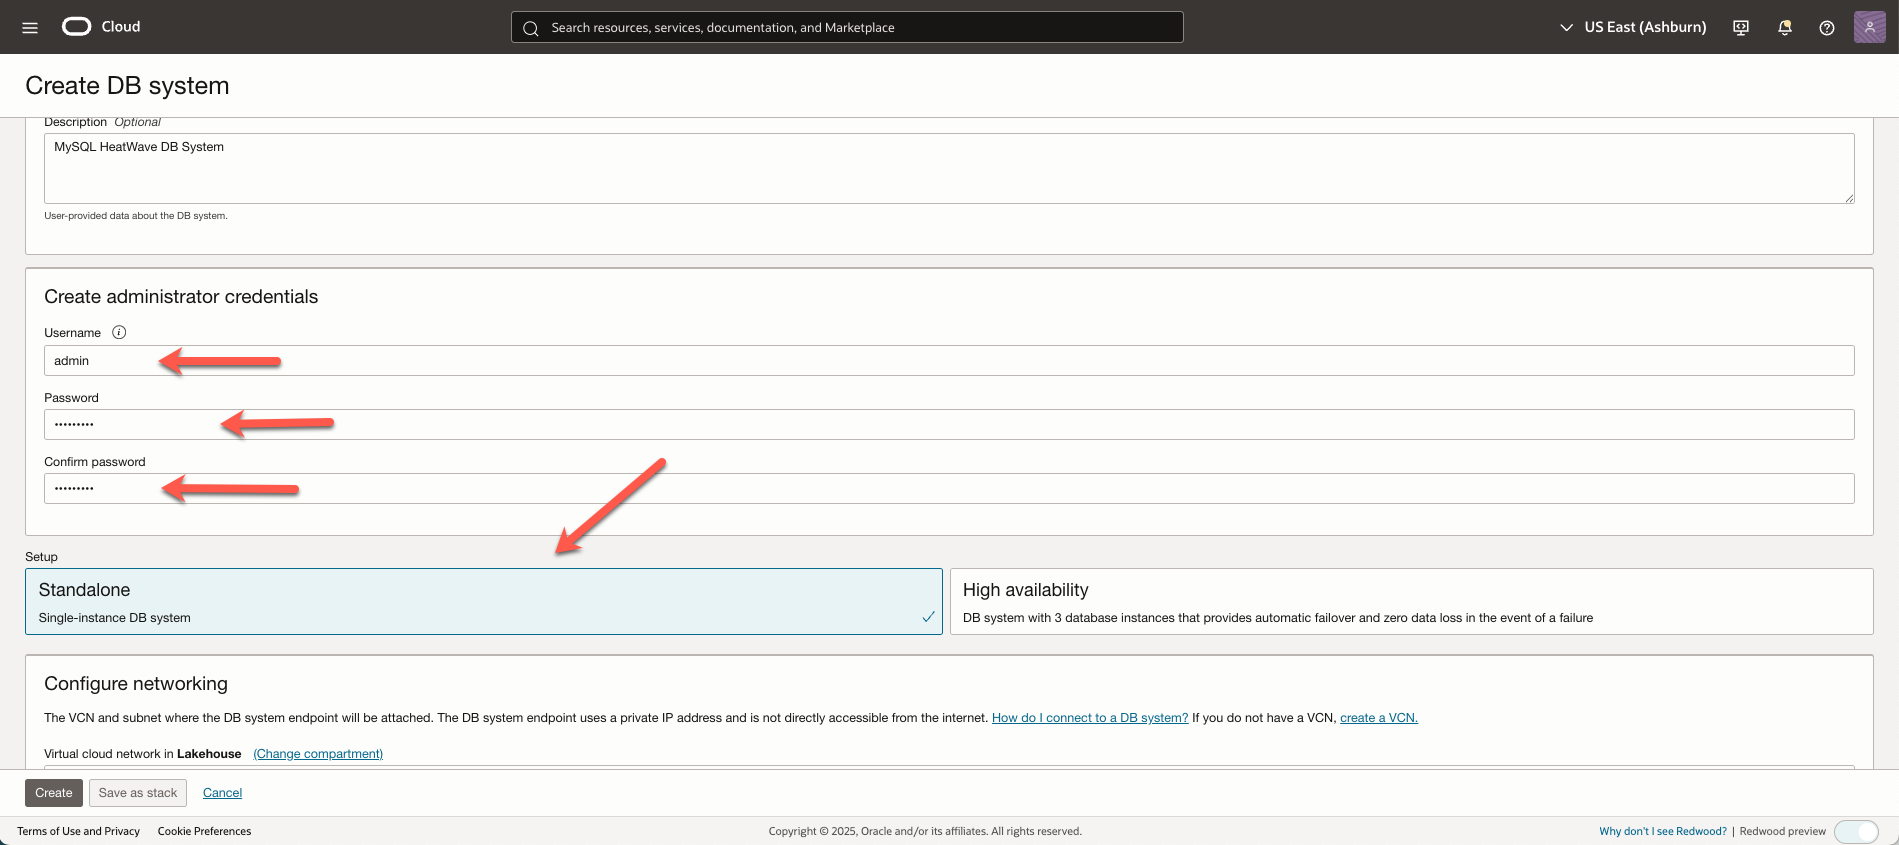 Cloud
Search resources, services, documentation, and Marketplace
US East (Ashburn)
Create DB system
Description Optional
MySQL HeatWave DB System
User-provided data about the DB system.
Create administrator credentials
Username
admin
Password
•••••••••
Confirm password
•••••••••
Setup
Standalone
Single-instance DB system
High availability
DB system with 3 database instances that provides automatic failover and zero data loss in the event of a failure
Configure networking
The VCN and subnet where the DB system endpoint will be attached. The DB system endpoint uses a private IP address and is not directly accessible from the internet. How do I connect to a DB system? If you do not have a VCN, create a VCN.
Virtual cloud network in Lakehouse (Change compartment)
Create Save as stack Cancel
Terms of Use and Privacy Cookie Preferences
Copyright © 2025, Oracle and/or its affiliates. All rights reserved.
Why don't I see Redwood? | Redwood preview